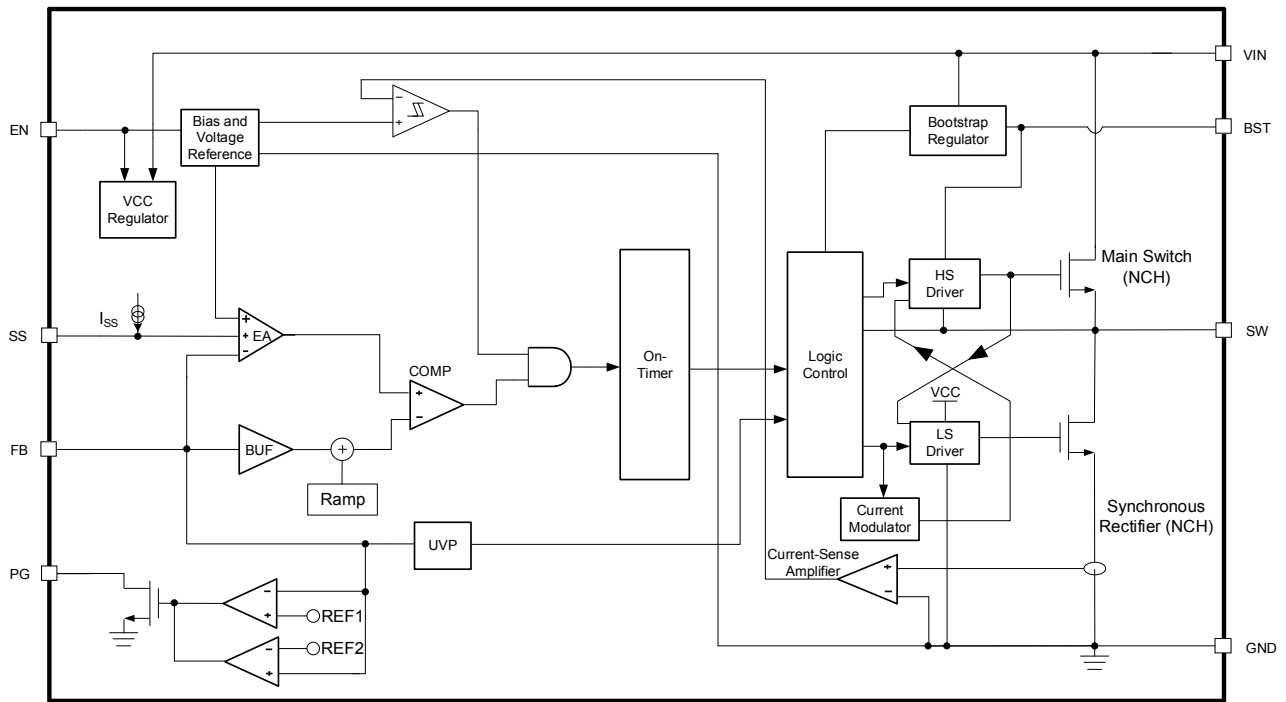 VIN
EN
Bias and
Voltage
Reference
-
+
Bootstrap
Regulator
BST
VCC
Regulator
Main Switch
(NCH)
HS
Driver
ISS
SS
+
+
-
EA
SW
On-
Timer
Logic
Control
COMP
+
-
VCC
LS
Driver
FB
BUF
+
Ramp
Current
Modulator
Synchronous
Rectifier (NCH)
UVP
Current-Sense
Amplifier
+
-
PG
-
+
REF1
-
+
REF2
GND